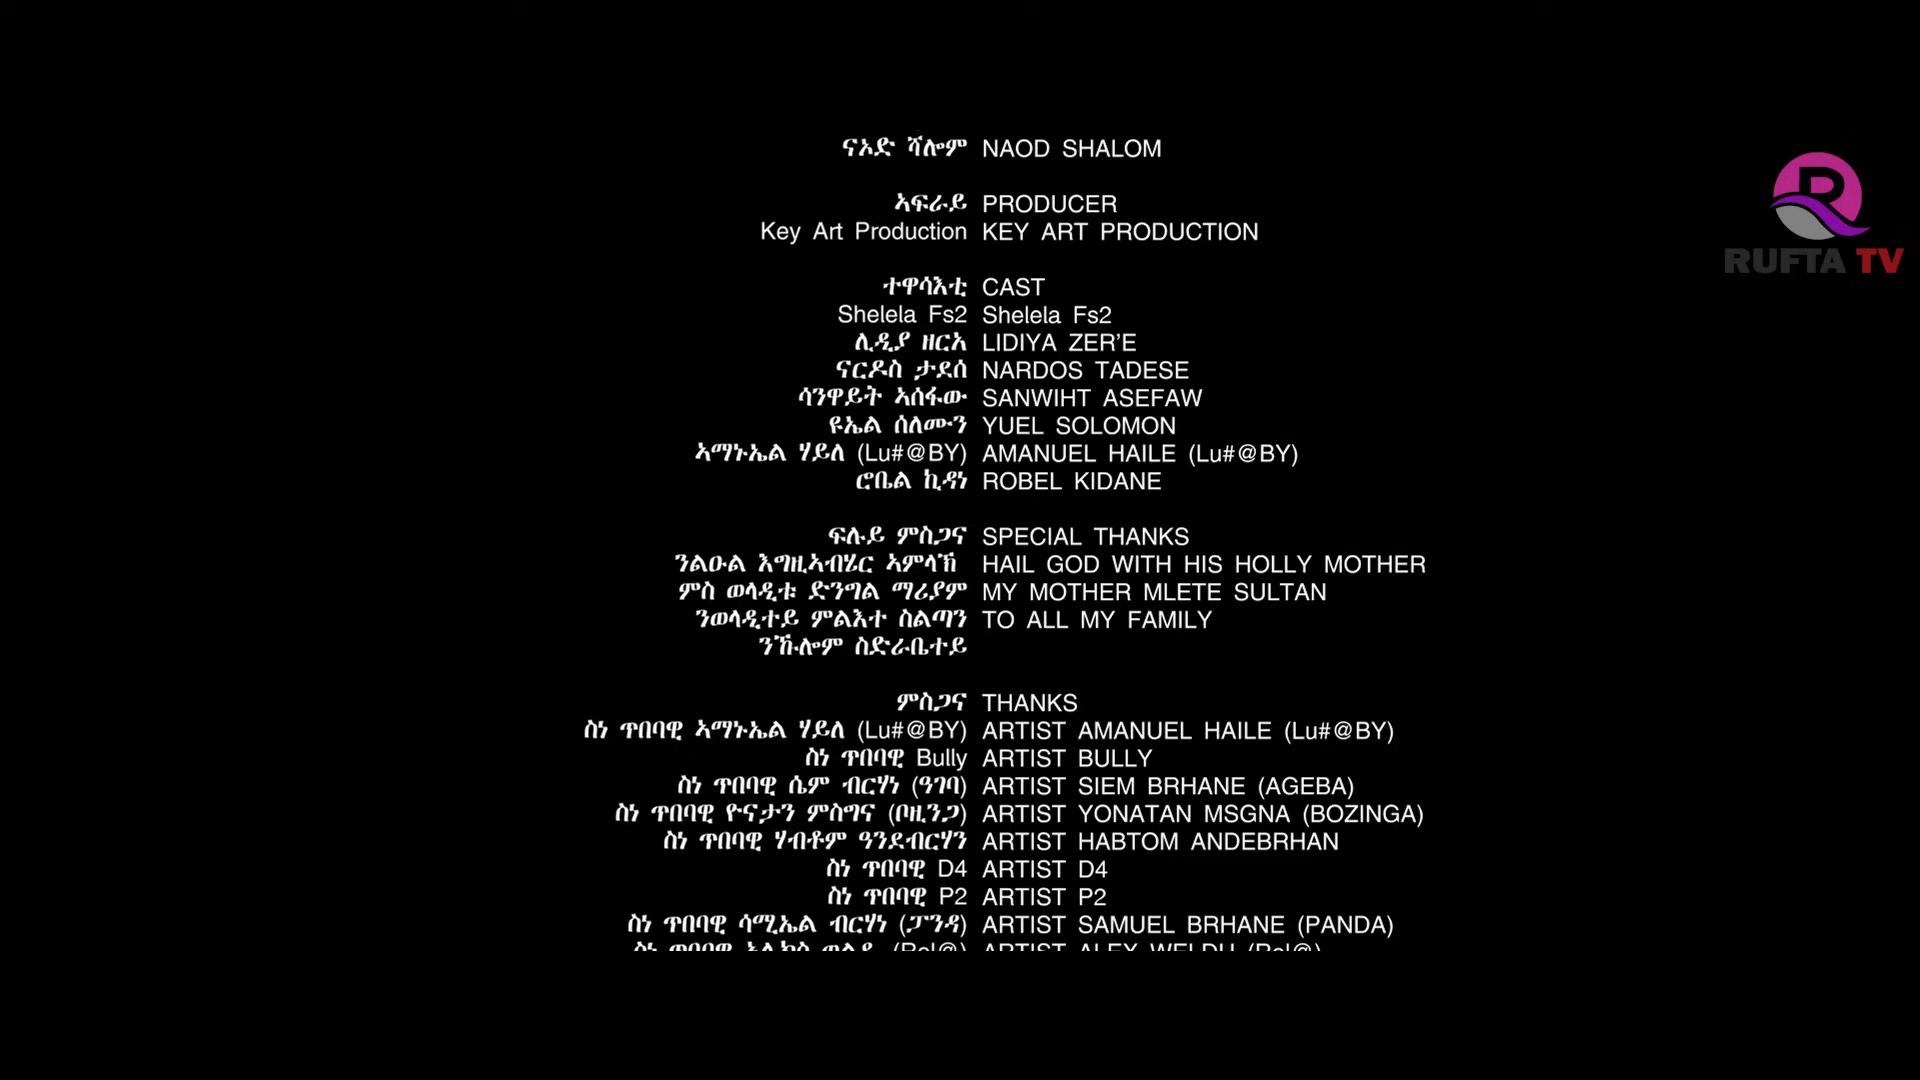 ናኦድ ሻሎም NAOD SHALOM
ኣፍራይ PRODUCER
Key Art Production KEY ART PRODUCTION
ተዋሳእቲ CAST
Shelela Fs2 Shelela Fs2
ሊዲያ ዘርአ LIDIYA ZER'E
ናርዶስ ታደሰ NARDOS TADESE
ሳንዋይት ኣሰፋው SANWIHT ASEFAW
ዩኤል ሰለሙን YUEL SOLOMON
ኣማኑኤል ሃይለ (Lu#@BY) AMANUEL HAILE (Lu#@BY)
ሮቤል ኪዳነ ROBEL KIDANE
ፍሉይ ምስጋና SPECIAL THANKS
ንልዑል እግዚኣብሄር ኣምላኽ HAIL GOD WITH HIS HOLLY MOTHER
ምስ ወላዲቱ ድንግል ማሪያም MY MOTHER MLETE SULTAN
ንወላዲተይ ምልእተ ስልጣን TO ALL MY FAMILY
ንኹሎም ስድራቤተይ
ምስጋና THANKS
ስነ ጥበባዊ ኣማኑኤል ሃይለ (Lu#@BY) ARTIST AMANUEL HAILE (Lu#@BY)
ስነ ጥበባዊ Bully ARTIST BULLY
ስነ ጥበባዊ ሴም ብርሃነ (ዓገባ) ARTIST SIEM BRHANE (AGEBA)
ስነ ጥበባዊ ዮናታን ምስግና (ቦዚንጋ) ARTIST YONATAN MSGNA (BOZINGA)
ስነ ጥበባዊ ሃብቶም ዓንደብርሃን ARTIST HABTOM ANDEBRHAN
ስነ ጥበባዊ D4 ARTIST D4
ስነ ጥበባዊ P2 ARTIST P2
ስነ ጥበባዊ ሳሚኤል ብርሃነ (ፓንዳ) ARTIST SAMUEL BRHANE (PANDA)
ስነ ጥበባዊ ARTIST ALEX WELDU
RUFTA TV